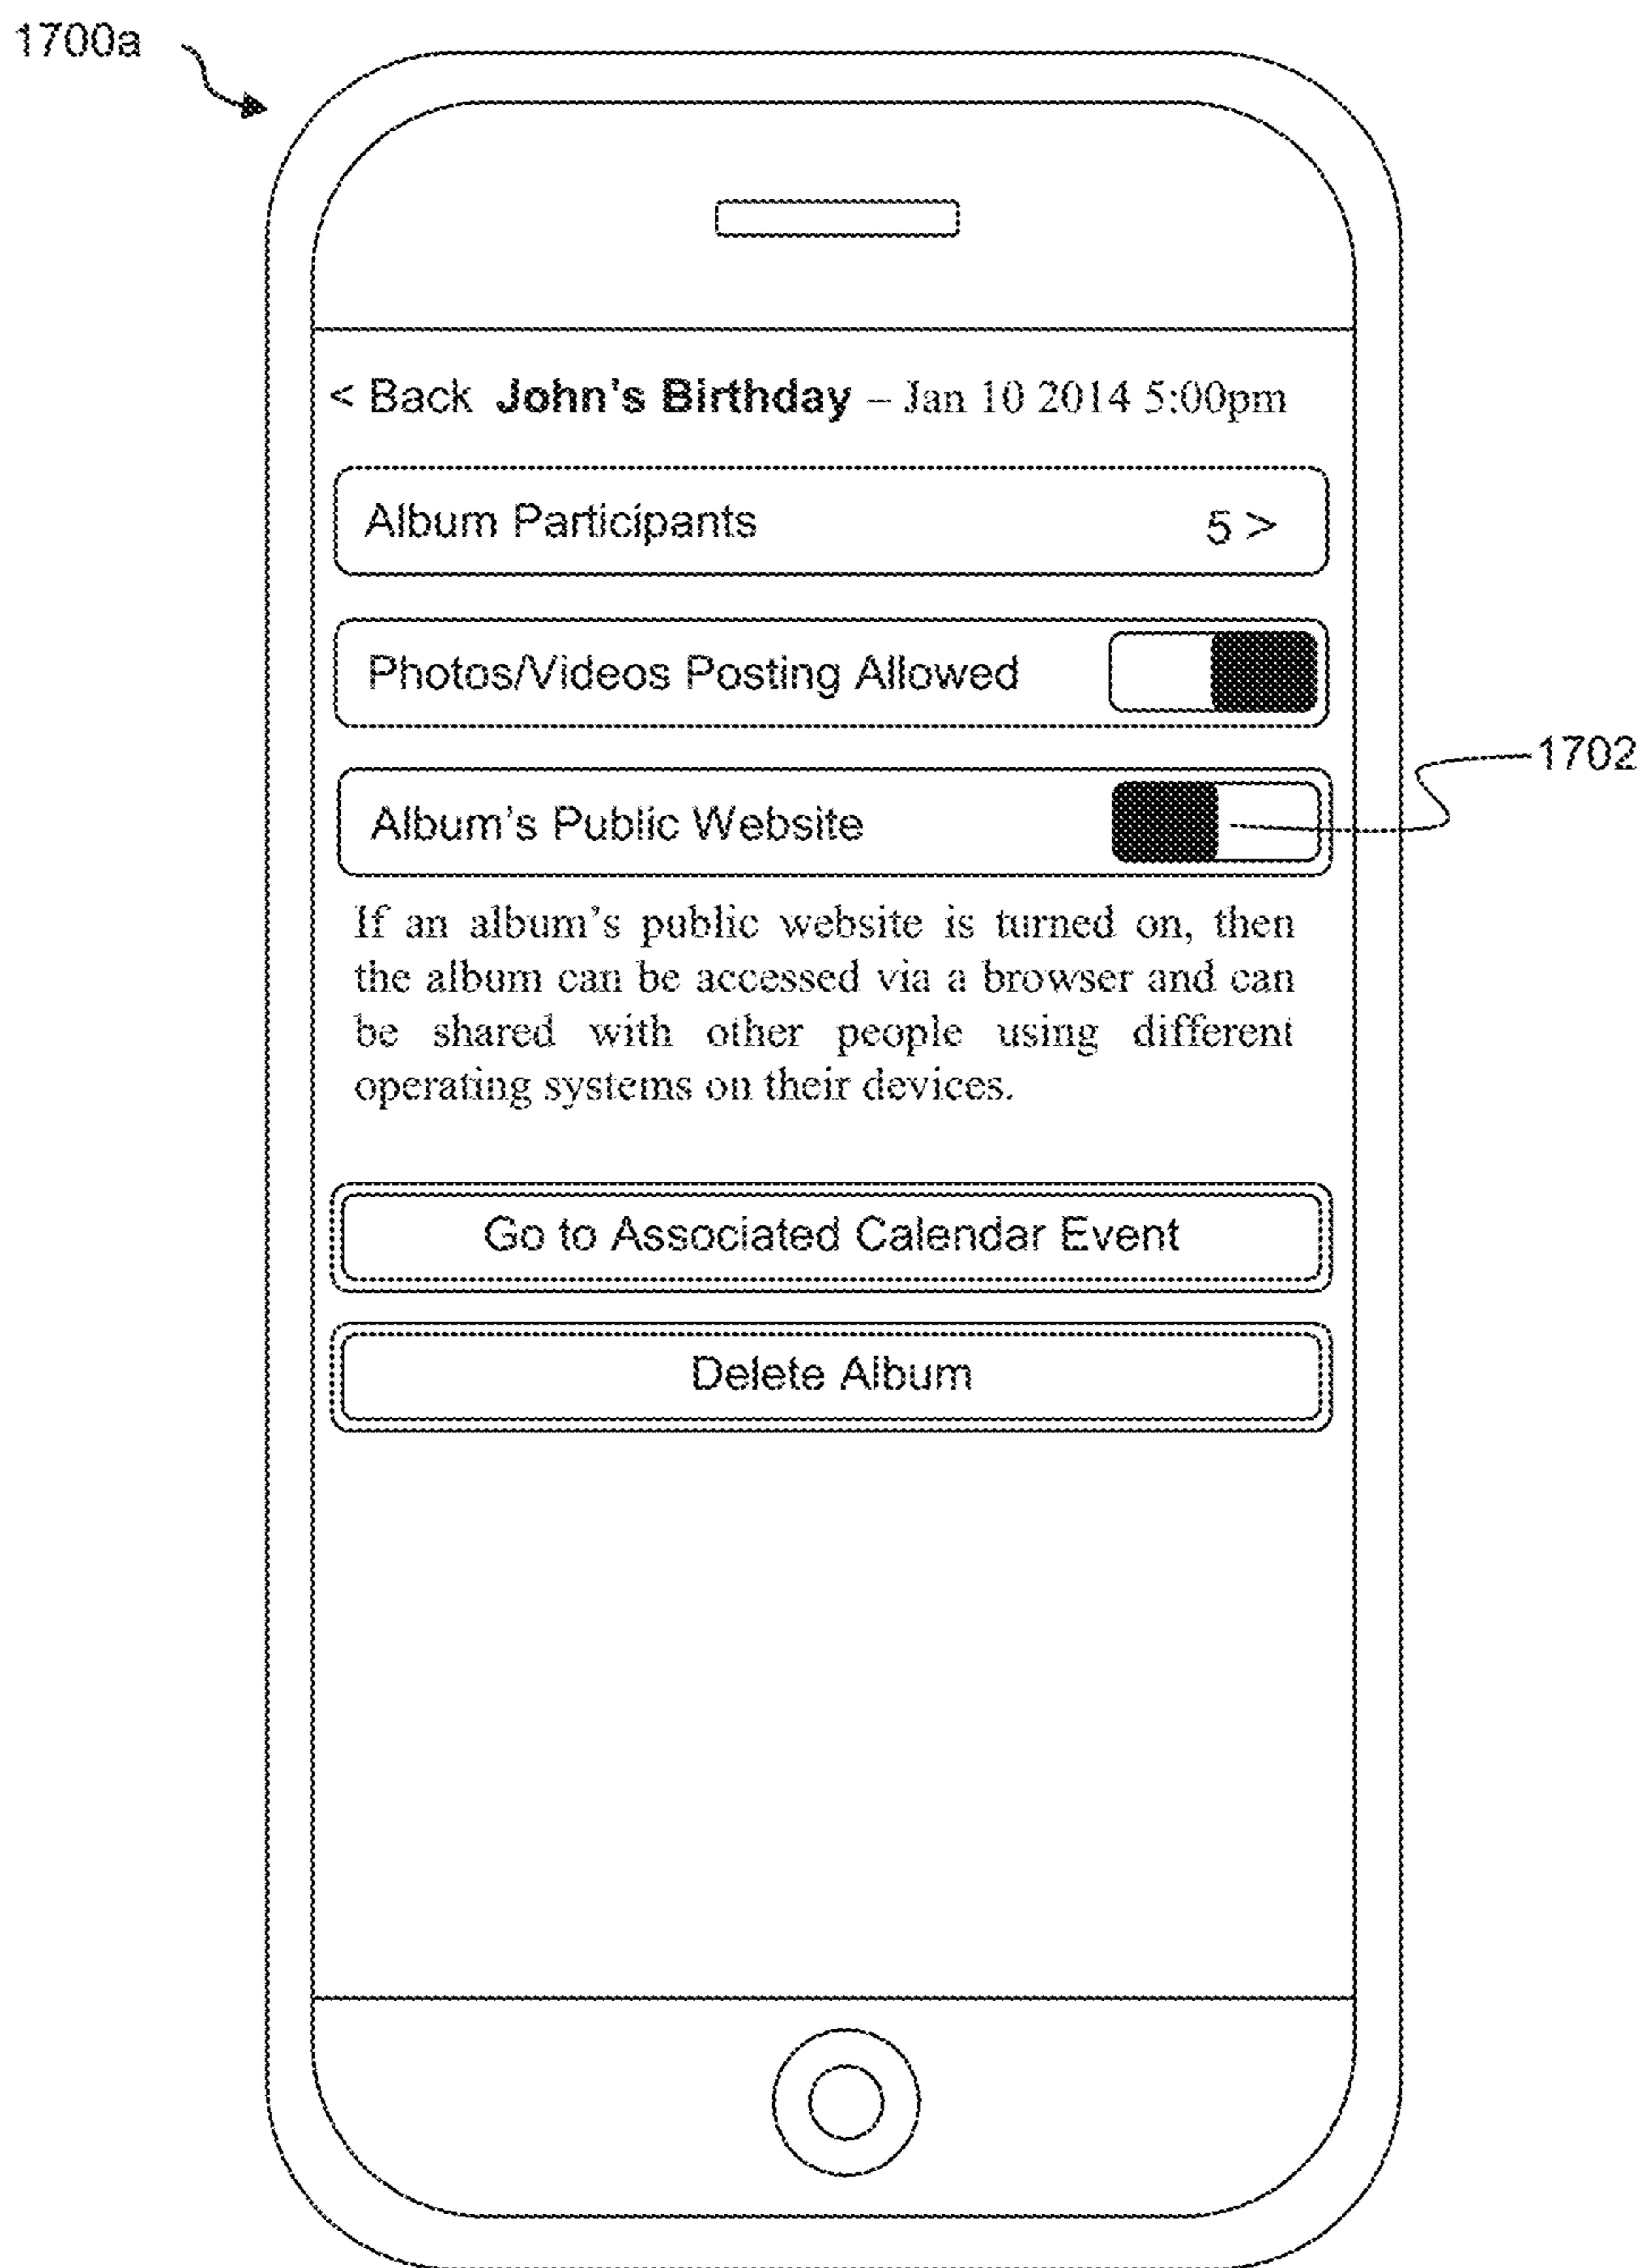 1700a
< Back John's Birthday – Jan 10 2014 5:00pm
Album Participants 5 >
Photos/Videos Posting Allowed
1702
Album's Public Website
If an album's public website is turned on, then
the album can be accessed via a browser and can
be shared with other people using different
operating systems on their devices.
Go to Associated Calendar Event
Delete Album